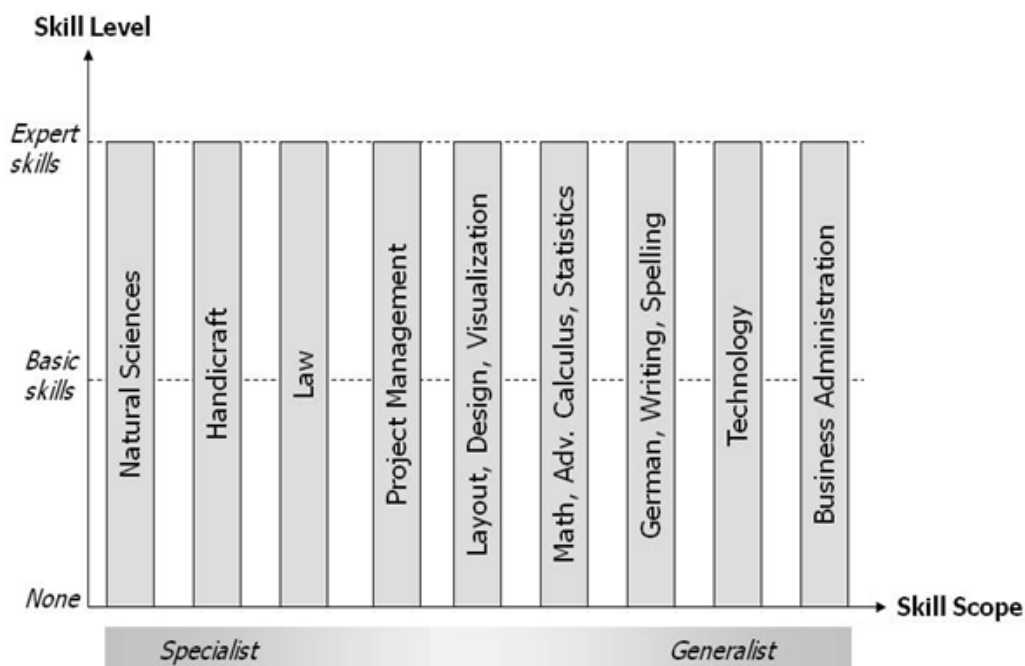 Skill Level
Expert
skills
Basic
skills
None
Natural Sciences
Handicraft
Law
Project Management
Layout, Design, Visualization
Math, Adv. Calculus, Statistics
German, Writing, Spelling
Technology
Business Administration
Skill Scope
Specialist
Generalist